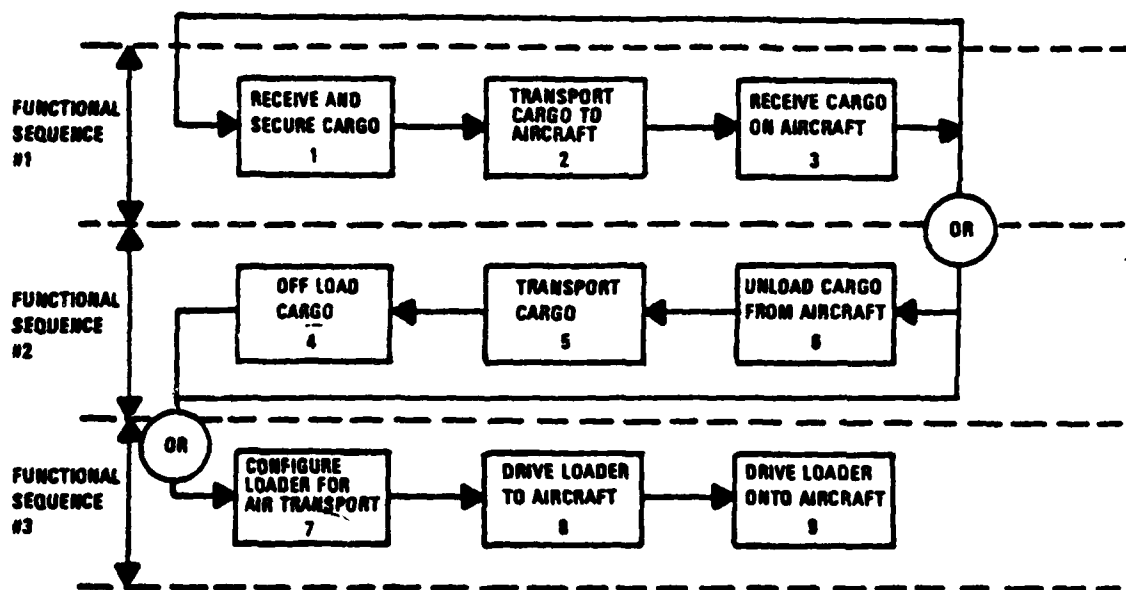 FUNCTIONAL
SEQUENCE
#1
RECEIVE AND
SECURE CARGO
1
TRANSPORT
CARGO TO
AIRCRAFT
2
RECEIVE CARGO
ON AIRCRAFT
3
OR
FUNCTIONAL
SEQUENCE
#2
OFF LOAD
CARGO
4
TRANSPORT
CARGO
5
UNLOAD CARGO
FROM AIRCRAFT
6
OR
FUNCTIONAL
SEQUENCE
#3
CONFIGURE
LOADER FOR
AIR TRANSPORT
7
DRIVE LOADER
TO AIRCRAFT
8
DRIVE LOADER
ONTO AIRCRAFT
9